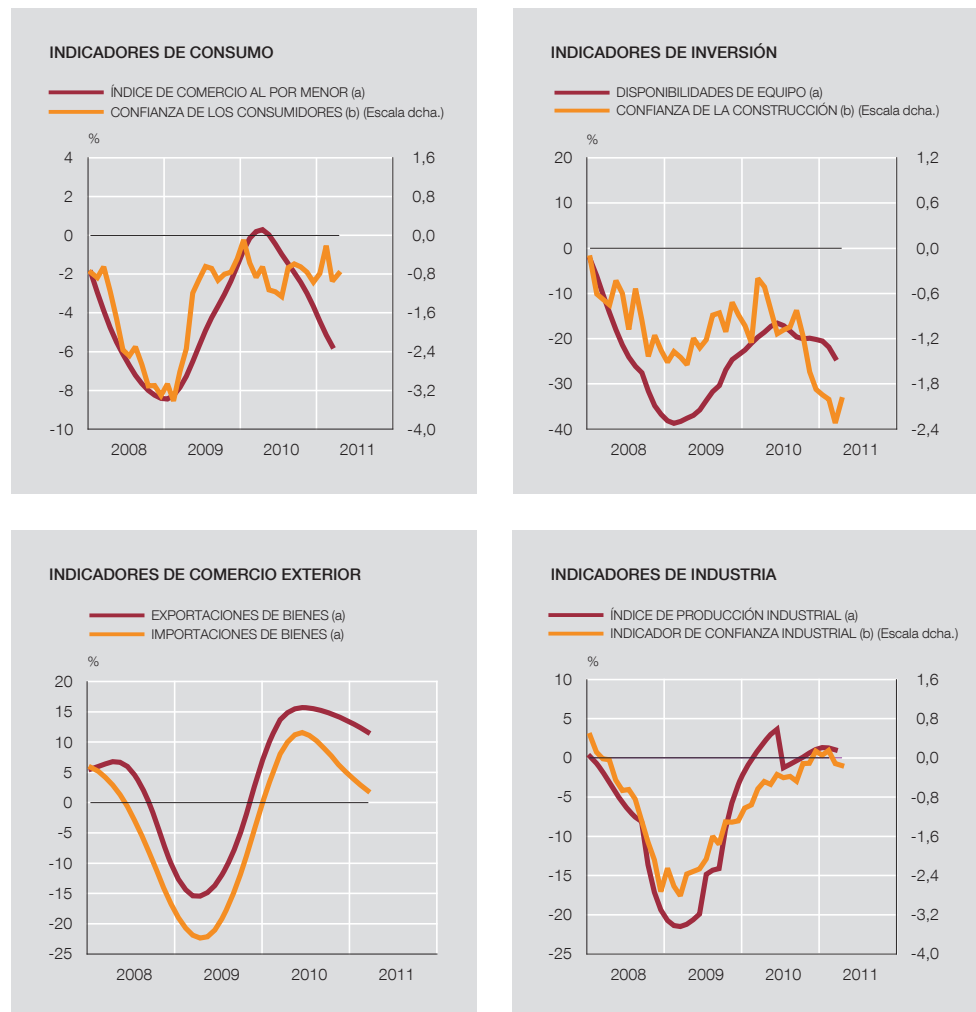 INDICADORES DE CONSUMO
ÍNDICE DE COMERCIO AL POR MENOR (a)
CONFIANZA DE LOS CONSUMIDORES (b) (Escala dcha.)
%
4 1,6
2 0,8
0 0,0
-2 -0,8
-4 -1,6
-6 -2,4
-8 -3,2
-10 -4,0
2008 2009 2010 2011
INDICADORES DE INVERSIÓN
DISPONIBILIDADES DE EQUIPO (a)
CONFIANZA DE LA CONSTRUCCIÓN (b) (Escala dcha.)
%
20 1,2
10 0,6
0 0,0
-10 -0,6
-20 -1,2
-30 -1,8
-40 -2,4
2008 2009 2010 2011
INDICADORES DE COMERCIO EXTERIOR
EXPORTACIONES DE BIENES (a)
IMPORTACIONES DE BIENES (a)
%
20
15
10
5
0
-5
-10
-15
-20
-25
2008 2009 2010 2011
INDICADORES DE INDUSTRIA
ÍNDICE DE PRODUCCIÓN INDUSTRIAL (a)
INDICADOR DE CONFIANZA INDUSTRIAL (b) (Escala dcha.)
%
10 1,6
5 0,8
0 0,0
-5 -0,8
-10 -1,6
-15 -2,4
-20 -3,2
-25 -4,0
2008 2009 2010 2011